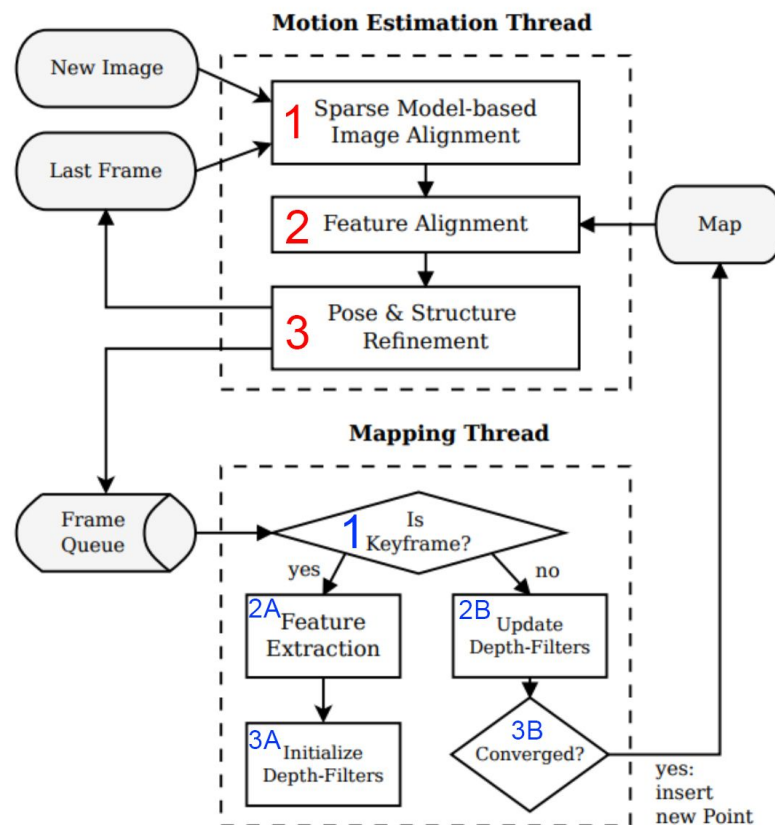 Motion Estimation Thread
New Image
1 Sparse Model-based
Image Alignment
Last Frame
2 Feature Alignment
Map
3 Pose & Structure
Refinement
Mapping Thread
Frame
Queue
1 Is
Keyframe?
yes
no
2A Feature
Extraction
2B Update
Depth-Filters
3A Initialize
Depth-Filters
3B
Converged?
yes:
insert
new Point